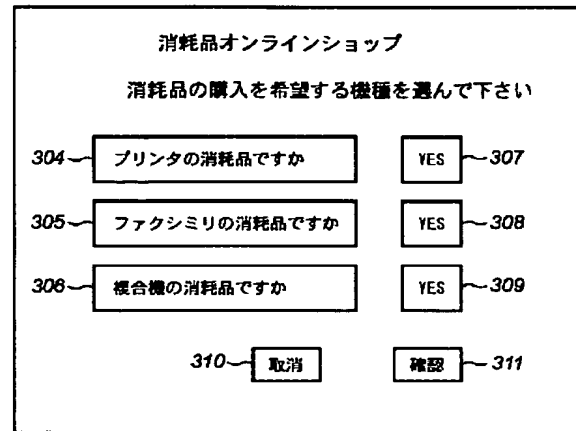 消耗品オンラインショップ
消耗品の購入を希望する機種を選んで下さい
304 プリンタの消耗品ですか YES 307
305 ファクシミリの消耗品ですか YES 308
306 複合機の消耗品ですか YES 309
310 取消 確認 311